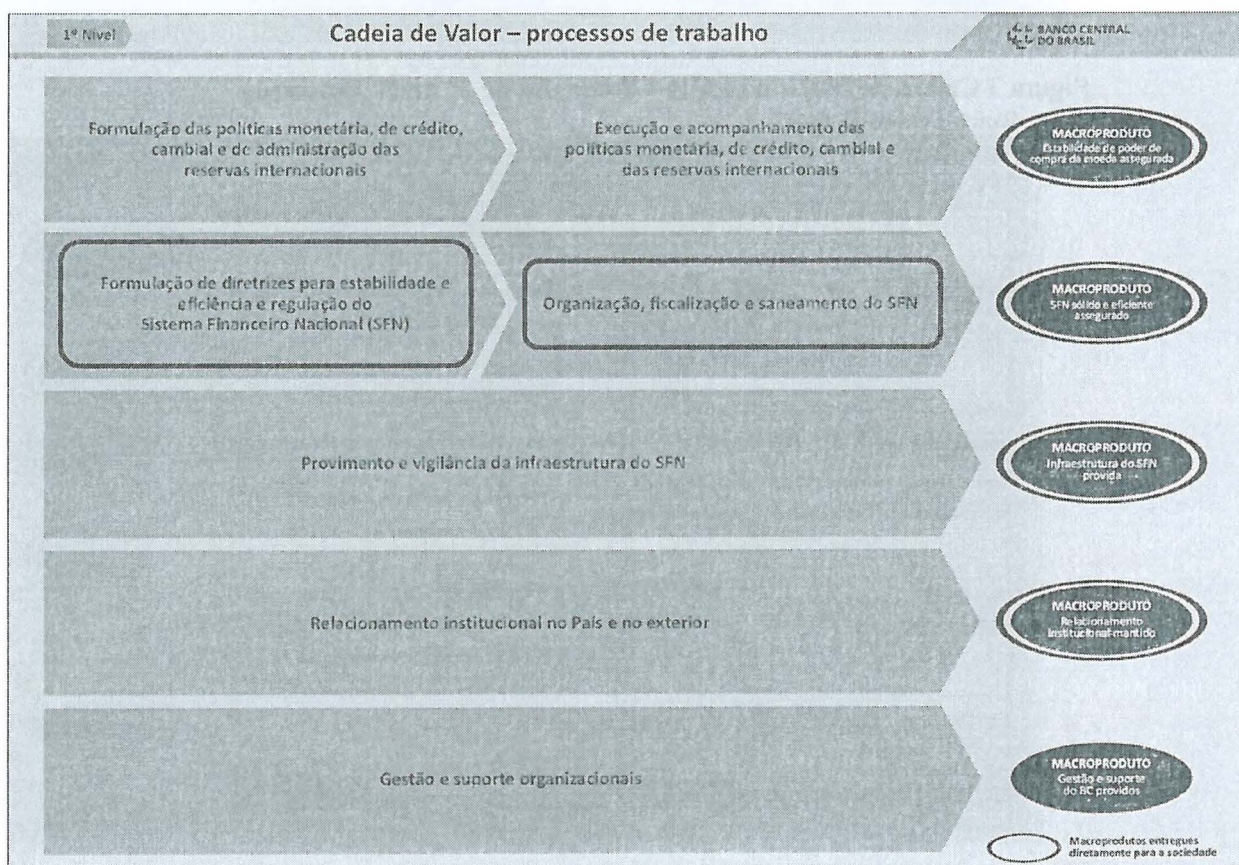 1º Nível
Cadeia de Valor – processos de trabalho
BANCO CENTRAL
DO BRASIL
Formulação das políticas monetária, de crédito,
cambial e de administração das
reservas internacionais
Execução e acompanhamento das
políticas monetária, de crédito, cambial e
das reservas internacionais
MACROPRODUTO
Estabilidade de poder de
compra da moeda assegurada
Formulação de diretrizes para estabilidade e
eficiência e regulação do
Sistema Financeiro Nacional (SFN)
Organização, fiscalização e saneamento do SFN
MACROPRODUTO
SFN sólido e eficiente
assegurado
Provimento e vigilância da infraestrutura do SFN
MACROPRODUTO
Infraestrutura do SFN
provida
Relacionamento institucional no País e no exterior
MACROPRODUTO
Relacionamento
institucional mantido
Gestão e suporte organizacionais
MACROPRODUTO
Gestão e suporte
do BC providos
Macroprodutos entregues
diretamente para a sociedade